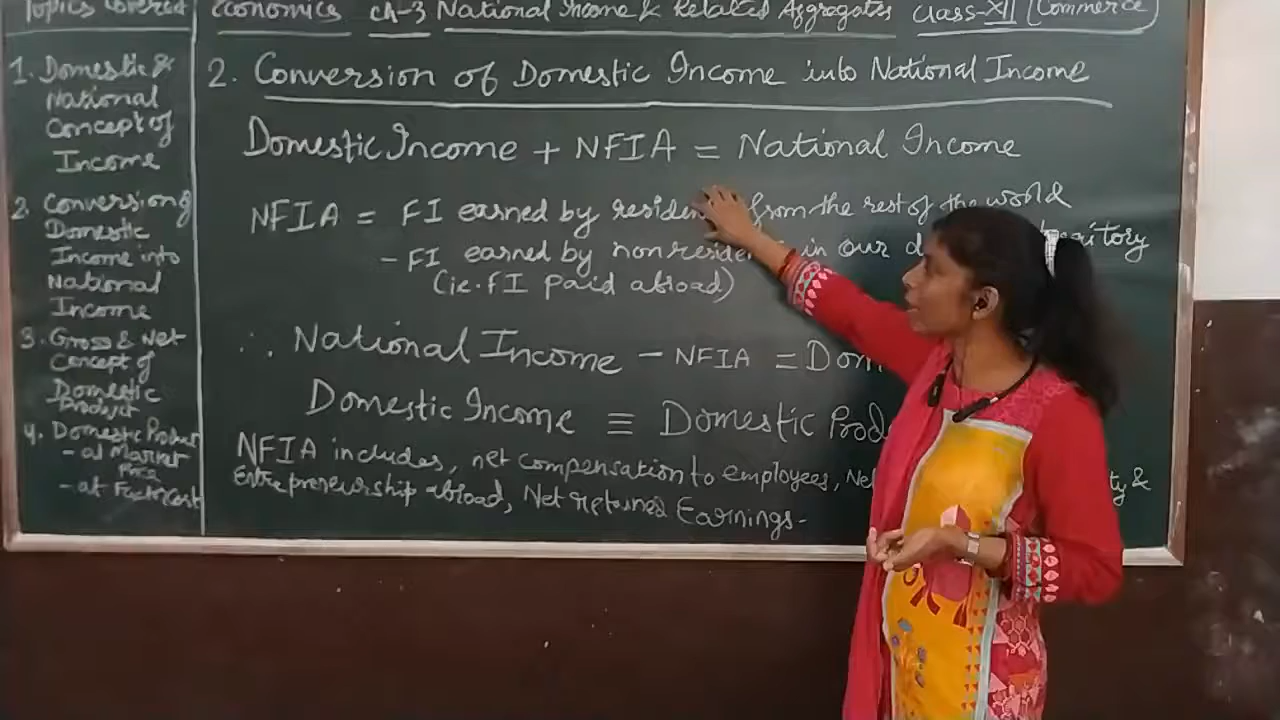 Topics covered
1. Domestic &
National
Concept of
Income
2. Conversion of
Domestic
Income into
National
Income
3. Gross & Net
Concept of
Domestic
Product
4. Domestic Product
- at Market
Price
- at Factor Cost
Economics ch-3 National Income & Related Aggregates class-XII (Commerce)
2. Conversion of Domestic Income into National Income
Domestic Income + NFIA = National Income
NFIA = FI earned by from the rest of the world
- FI earned by in our
(ie. FI paid abroad)
∴ National Income - NFIA =
Domestic Income ≡ Domestic
NFIA includes, net compensation to employees, &
Entrepreneurship abroad, Net retained Earnings.